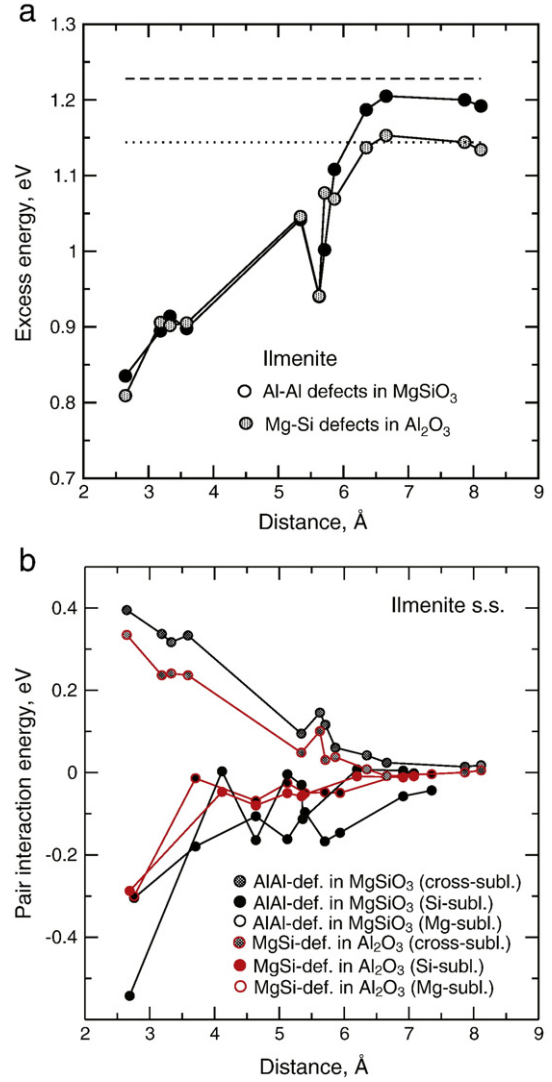 a
1.3
1.2
1.1
1
0.9
0.8
0.7
Excess energy, eV
Ilmenite
Al-Al defects in MgSiO₃
Mg-Si defects in Al₂O₃
2 3 4 5 6 7 8 9
Distance, Å
b
0.4
0.2
0
-0.2
-0.4
Pair interaction energy, eV
Ilmenite s.s.
AlAl-def. in MgSiO₃ (cross-subl.)
AlAl-def. in MgSiO₃ (Si-subl.)
AlAl-def. in MgSiO₃ (Mg-subl.)
MgSi-def. in Al₂O₃ (cross-subl.)
MgSi-def. in Al₂O₃ (Si-subl.)
MgSi-def. in Al₂O₃ (Mg-subl.)
2 3 4 5 6 7 8 9
Distance, Å